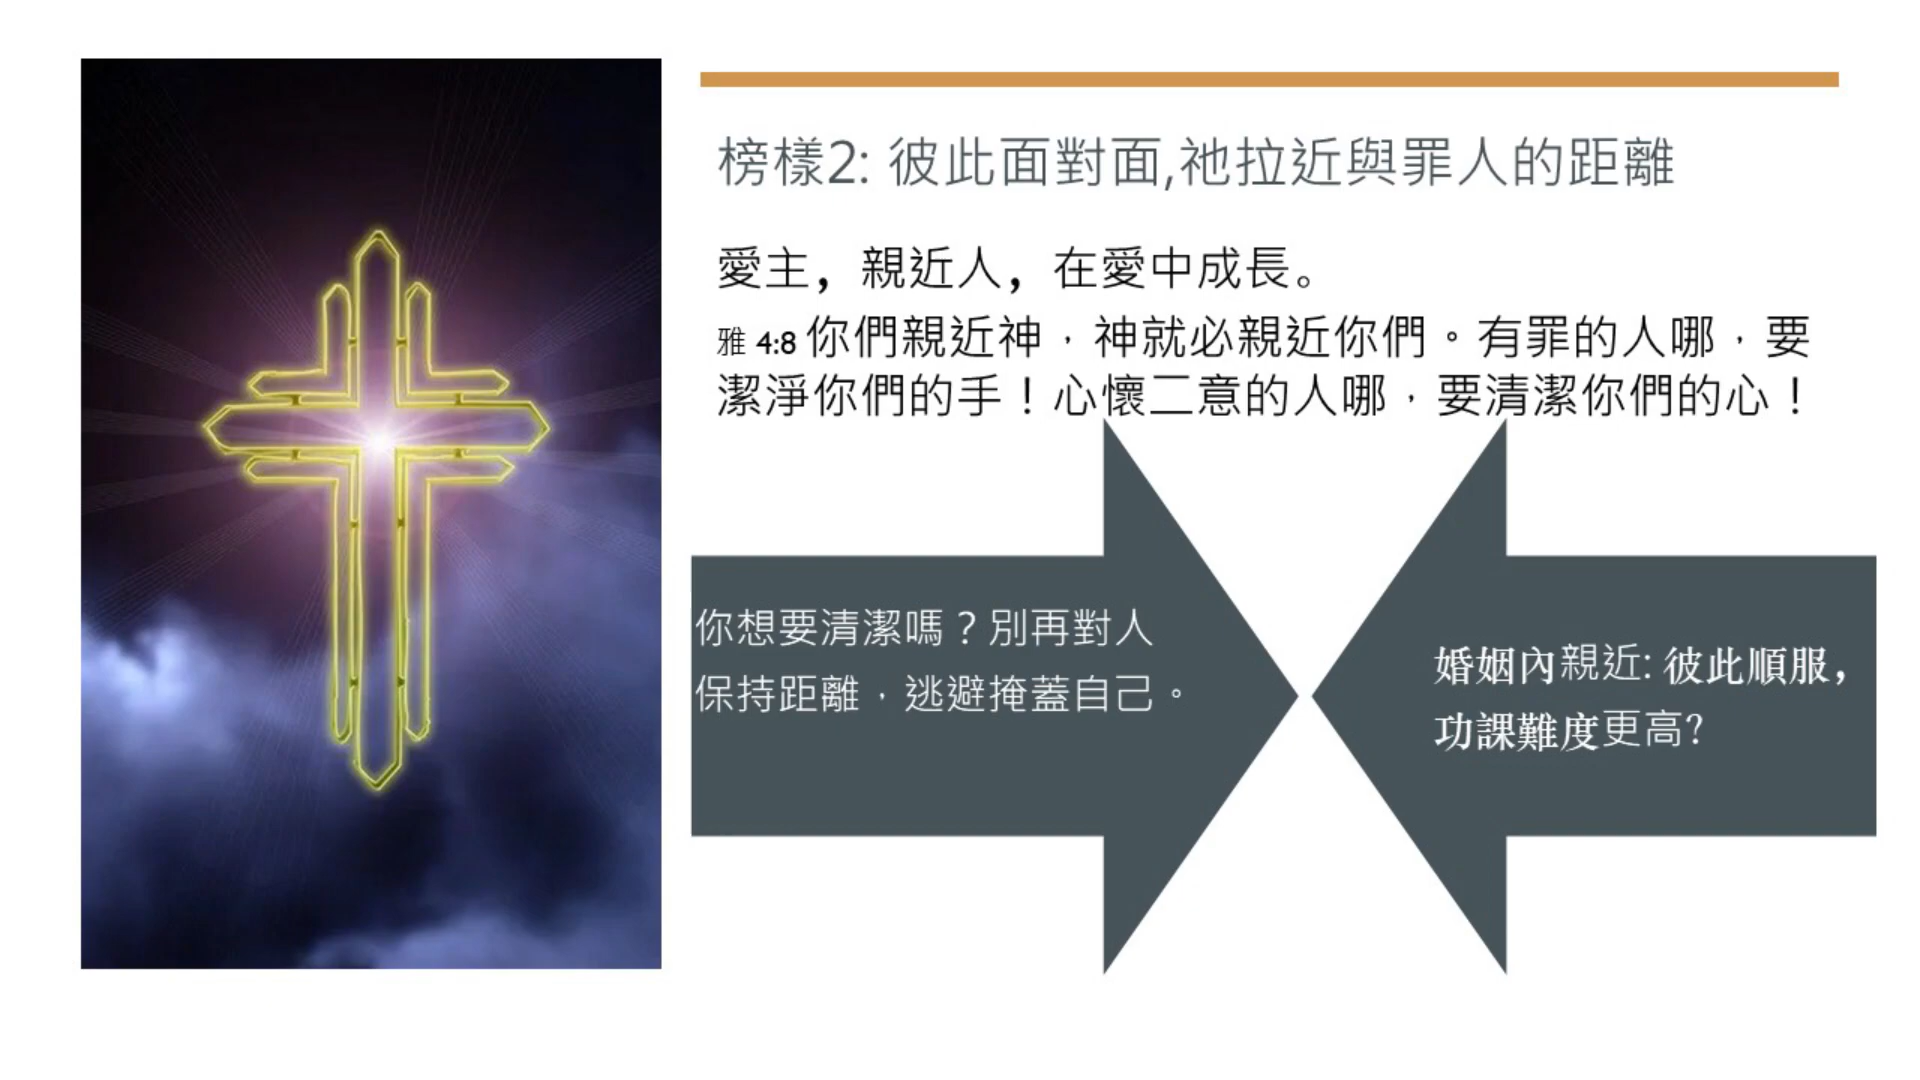 榜樣2: 彼此面對面,祂拉近與罪人的距離
愛主，親近人，在愛中成長。
雅 4:8 你們親近神，神就必親近你們。有罪的人哪，要
潔淨你們的手！心懷二意的人哪，要清潔你們的心！
你想要清潔嗎？別再對人
保持距離，逃避掩蓋自己。
婚姻內親近: 彼此順服，
功課難度更高?